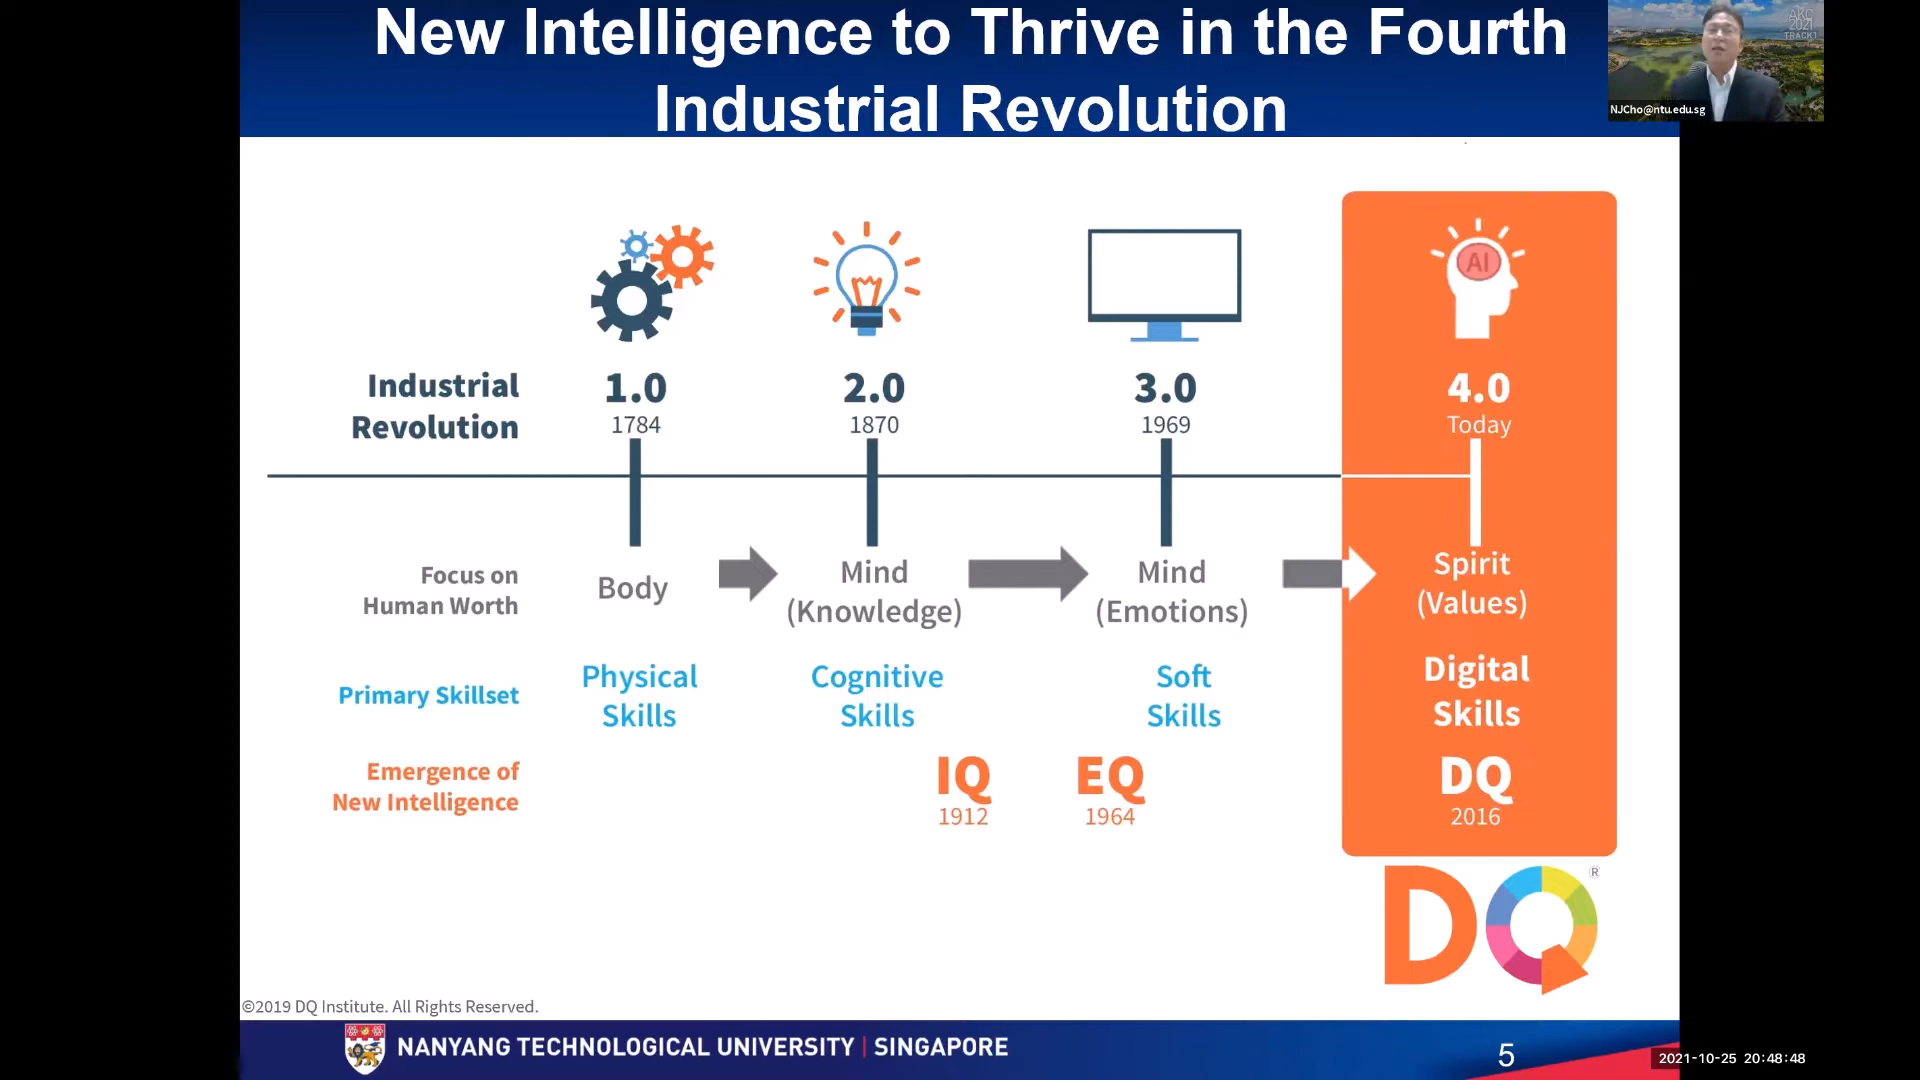 New Intelligence to Thrive in the Fourth
Industrial Revolution
AKC
2021
TRACK1
NJCho@ntu.edu.sg
AI
Industrial
Revolution
1.0
1784
2.0
1870
3.0
1969
4.0
Today
Focus on
Human Worth
Body
Mind
(Knowledge)
Mind
(Emotions)
Spirit
(Values)
Primary Skillset
Physical
Skills
Cognitive
Skills
Soft
Skills
Digital
Skills
Emergence of
New Intelligence
IQ
1912
EQ
1964
DQ
2016
DQ ®
©2019 DQ Institute. All Rights Reserved.
NANYANG TECHNOLOGICAL UNIVERSITY | SINGAPORE
5
2021-10-25 20:48:48